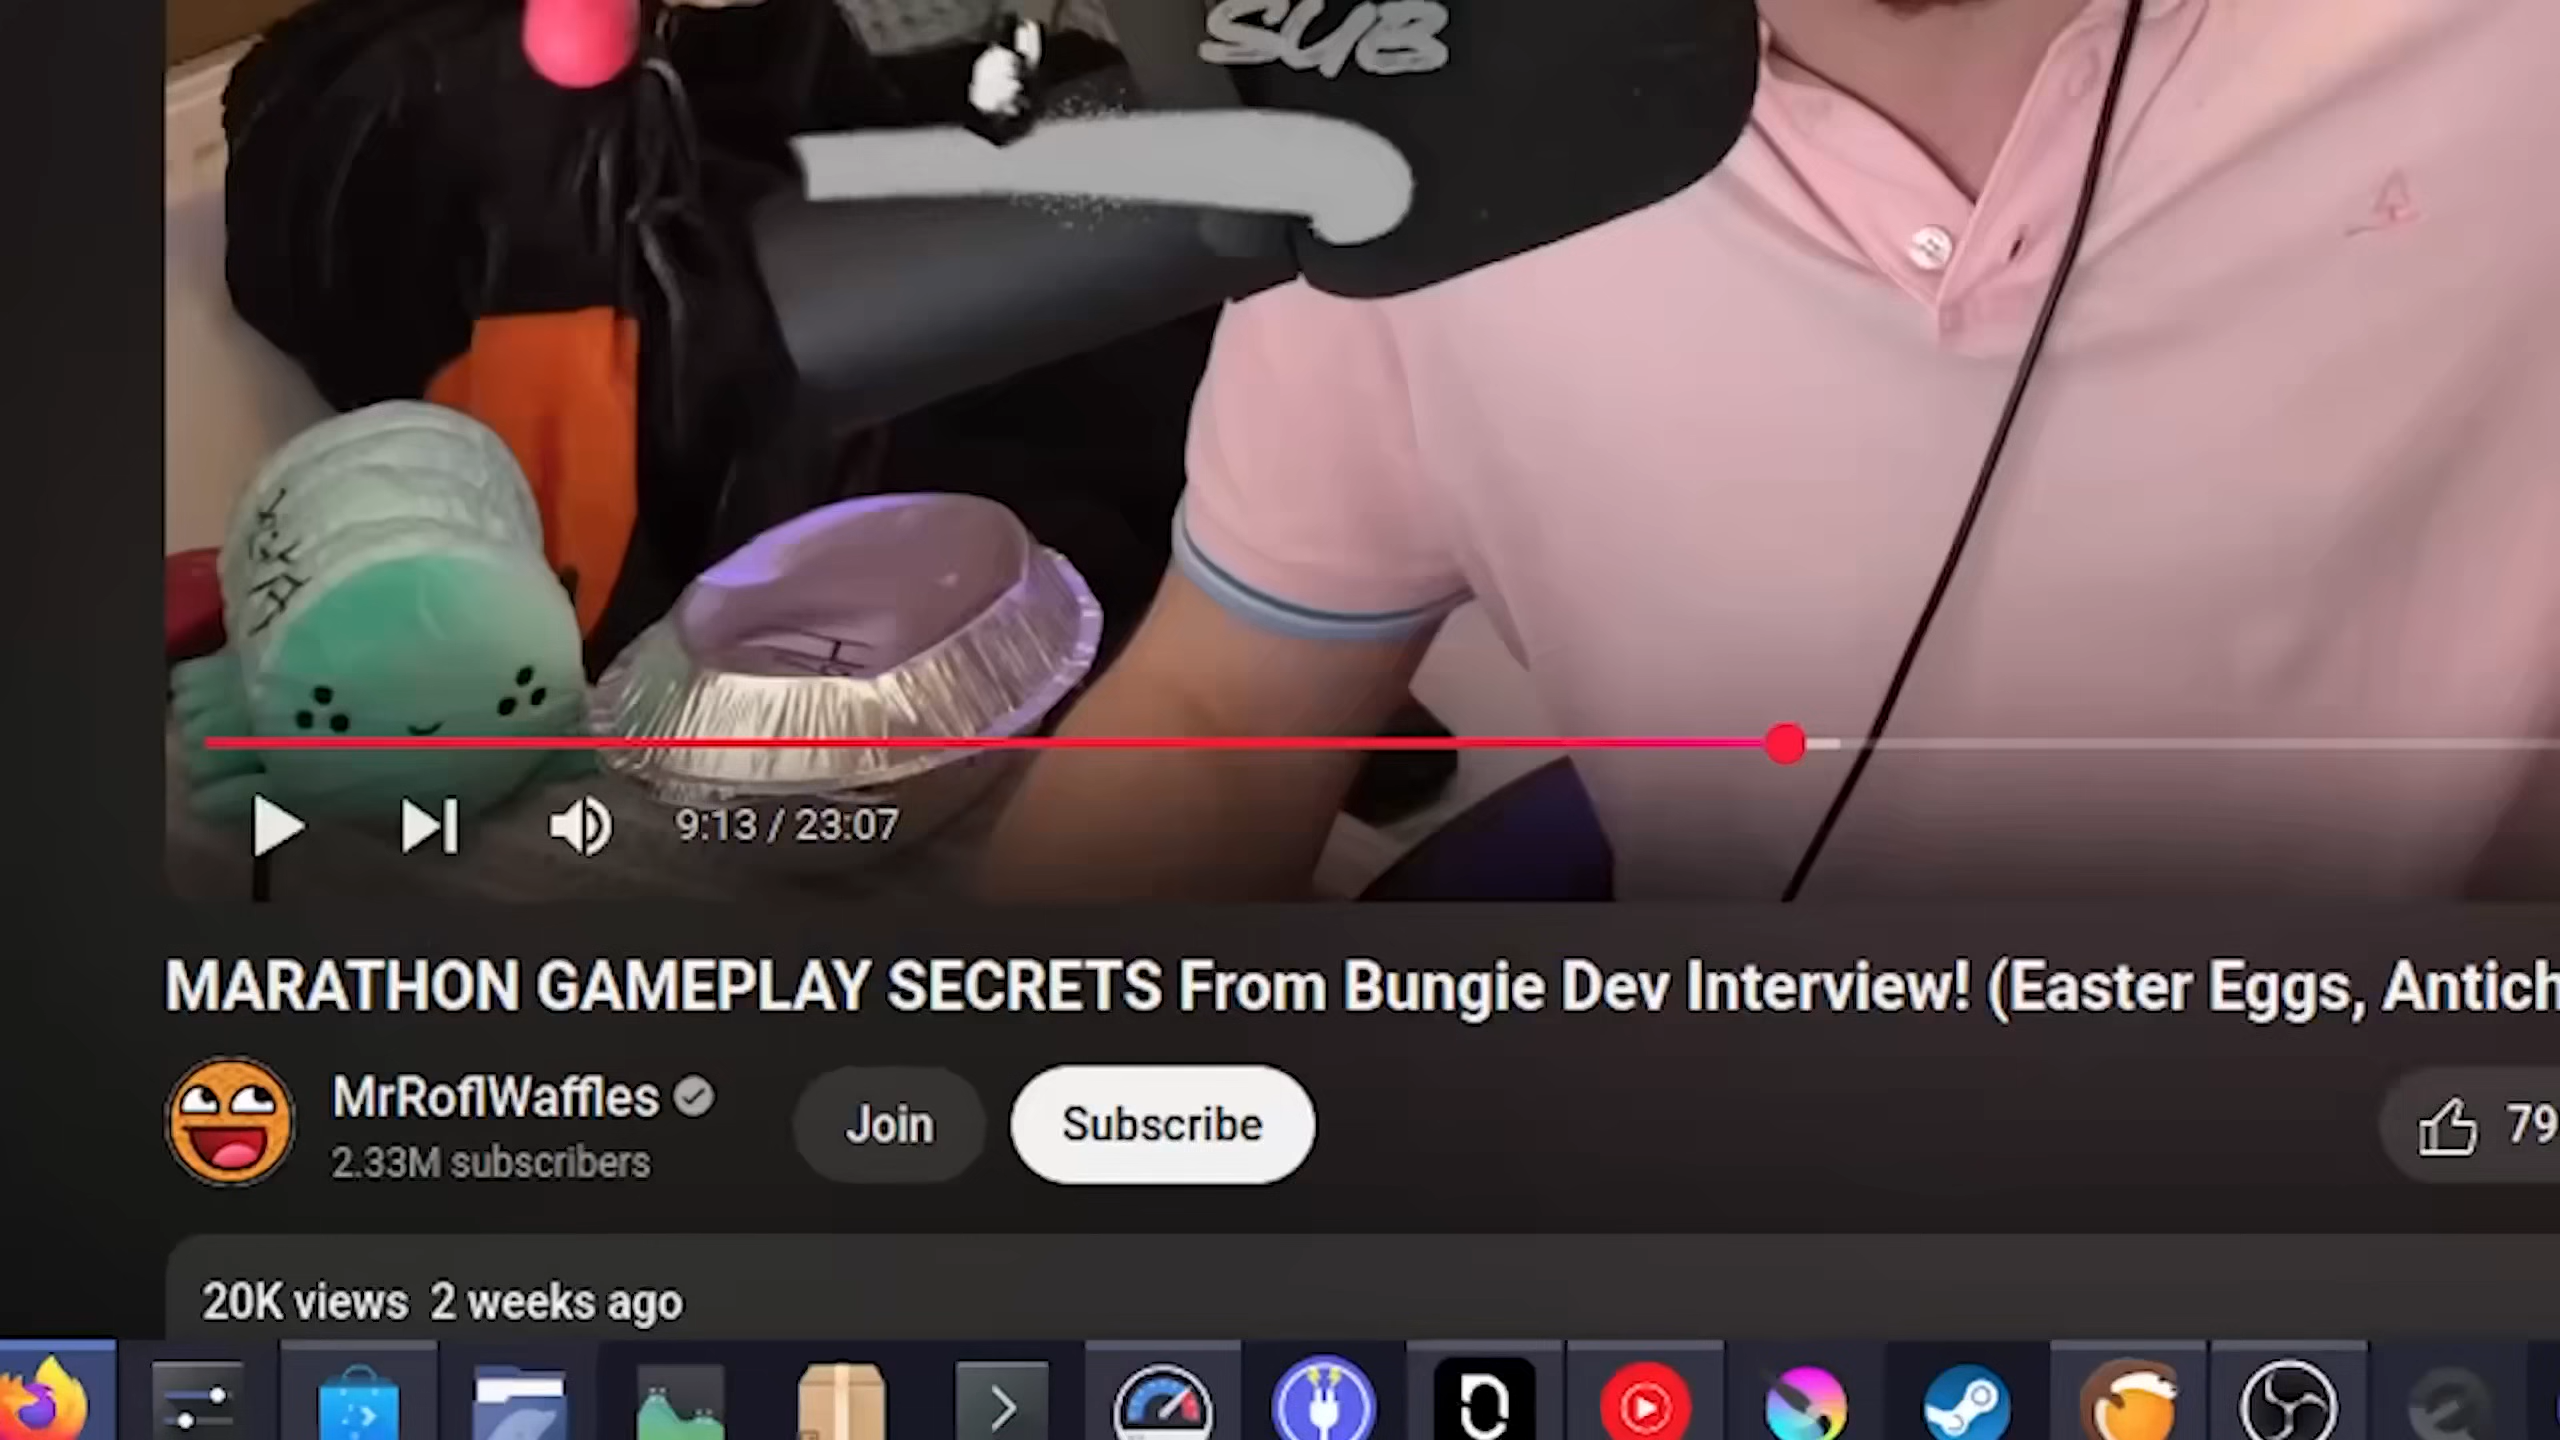 SUB
9:13 / 23:07
MARATHON GAMEPLAY SECRETS From Bungie Dev Interview! (Easter Eggs, Antich
MrRoflWaffles
2.33M subscribers
Join
Subscribe
79
20K views 2 weeks ago